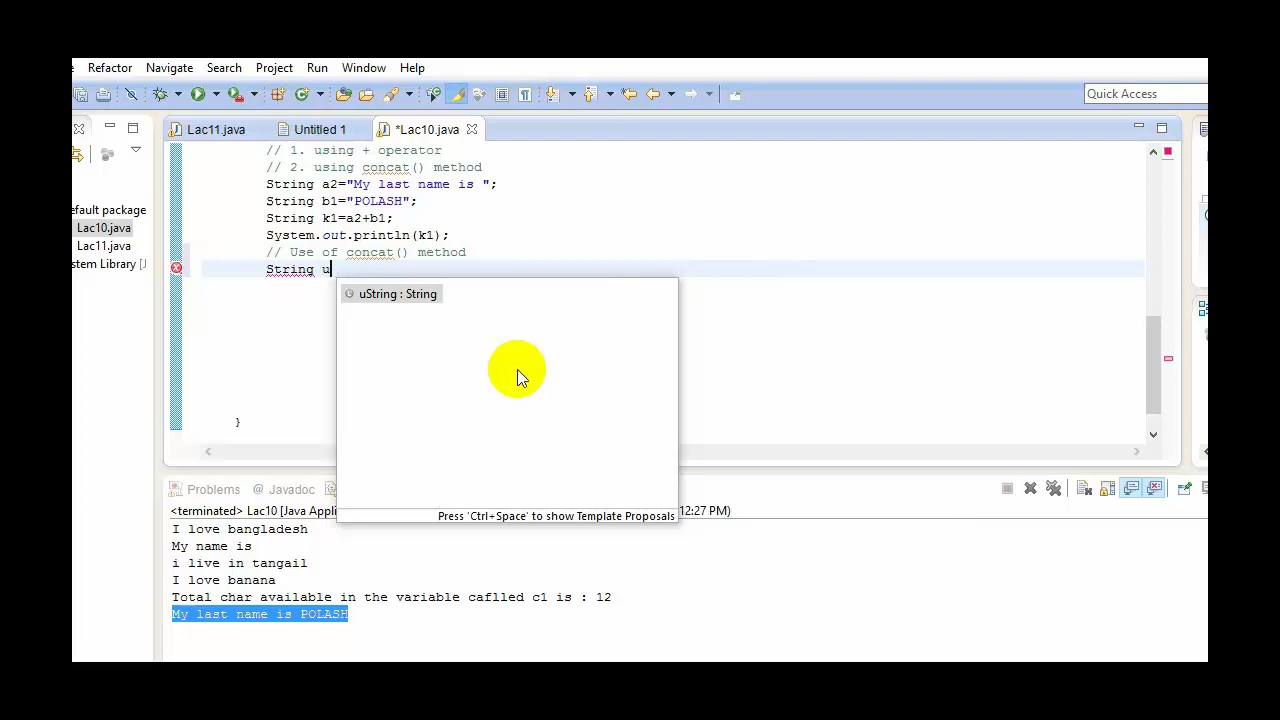 e Refactor Navigate Search Project Run Window Help
Quick Access
Lac11.java Untitled 1 *Lac10.java
// 1. using + operator
// 2. using concat() method
String a2="My last name is ";
String b1="POLASH";
String k1=a2+b1;
System.out.println(k1);
// Use of concat() method
String u
uString : String
Press 'Ctrl+Space' to show Template Proposals
}
efault package
Lac10.java
Lac11.java
stem Library [J
Problems @ Javadoc
<terminated> Lac10 [Java Appli 12:27 PM)
I love bangladesh
My name is
i live in tangail
I love banana
Total char available in the variable caflled c1 is : 12
My last name is POLASH